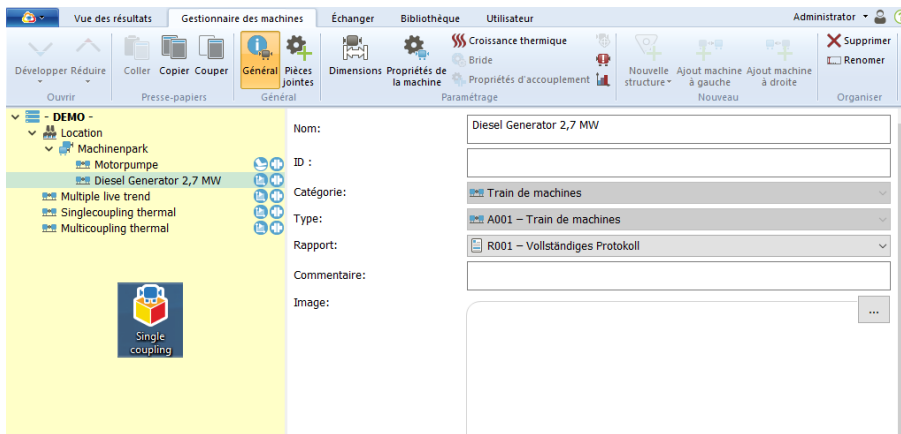 Vue des résultats Gestionnaire des machines Échanger Bibliothèque Utilisateur Administrator
Développer Réduire Coller Copier Couper Général Pièces jointes Dimensions Propriétés de la machine Croissance thermique Bride Propriétés d'accouplement Nouvelle structure Ajout machine à gauche Ajout machine à droite Supprimer Renomer
Ouvrir Presse-papiers Général Paramétrage Nouveau Organiser
- DEMO -
Location
Machinenpark
Motorpumpe
Diesel Generator 2,7 MW
Multiple live trend
Singlecoupling thermal
Multicoupling thermal
Single
coupling
Nom: Diesel Generator 2,7 MW
ID :
Catégorie: Train de machines
Type: A001 – Train de machines
Rapport: R001 – Vollständiges Protokoll
Commentaire:
Image: ...